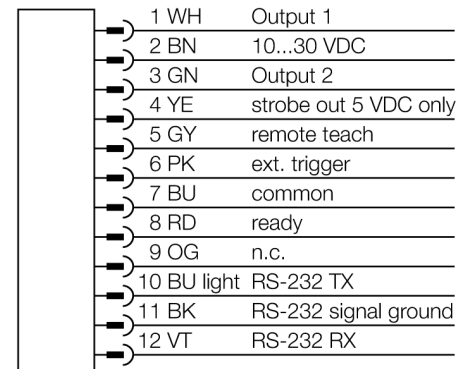 1 WH Output 1
2 BN 10...30 VDC
3 GN Output 2
4 YE strobe out 5 VDC only
5 GY remote teach
6 PK ext. trigger
7 BU common
8 RD ready
9 OG n.c.
10 BU light RS-232 TX
11 BK RS-232 signal ground
12 VT RS-232 RX